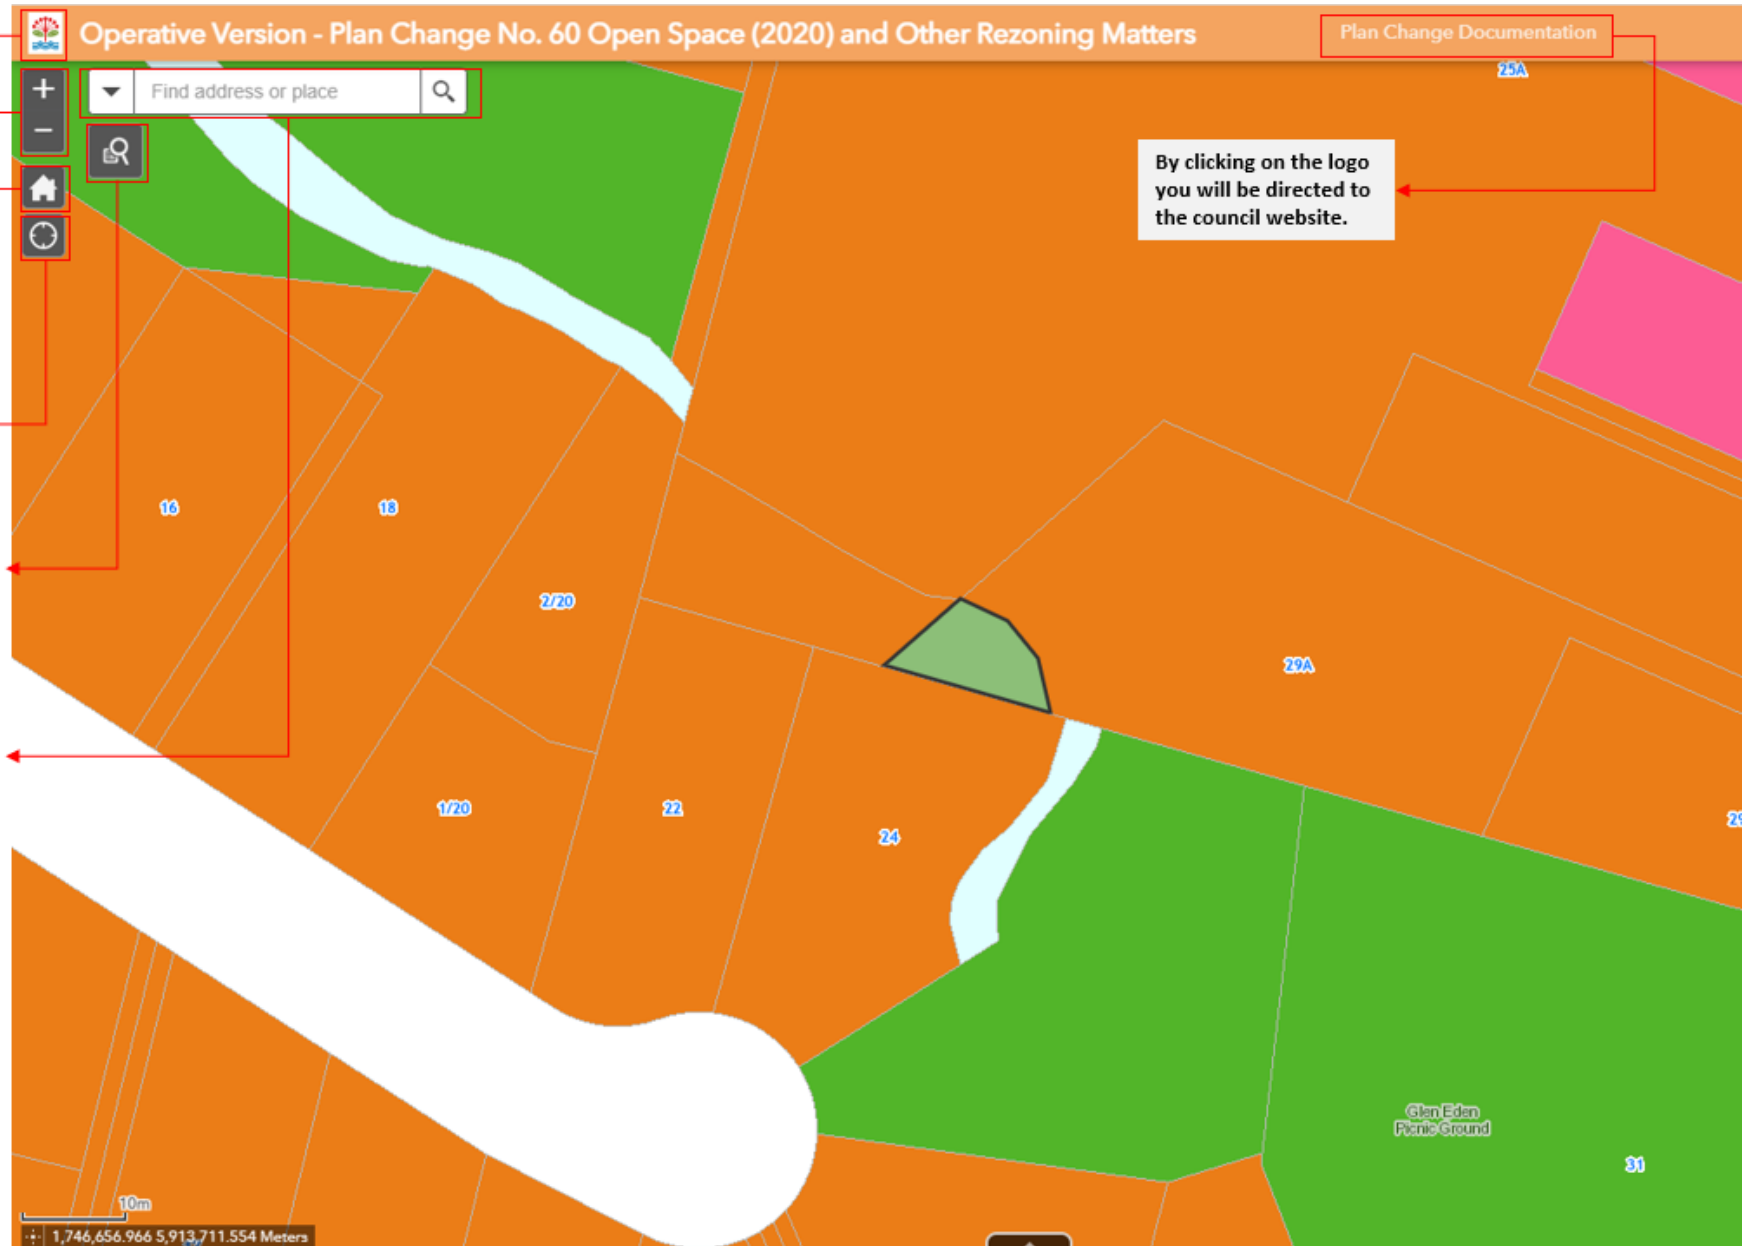 Operative Version - Plan Change No. 60 Open Space (2020) and Other Rezoning Matters
Plan Change Documentation
Find address or place
25A
By clicking on the logo
you will be directed to
the council website.
16
18
2/20
29A
1/20
22
24
29
Glen Eden
Picnic Ground
31
10m
1,746,656.966 5,913,711.554 Meters